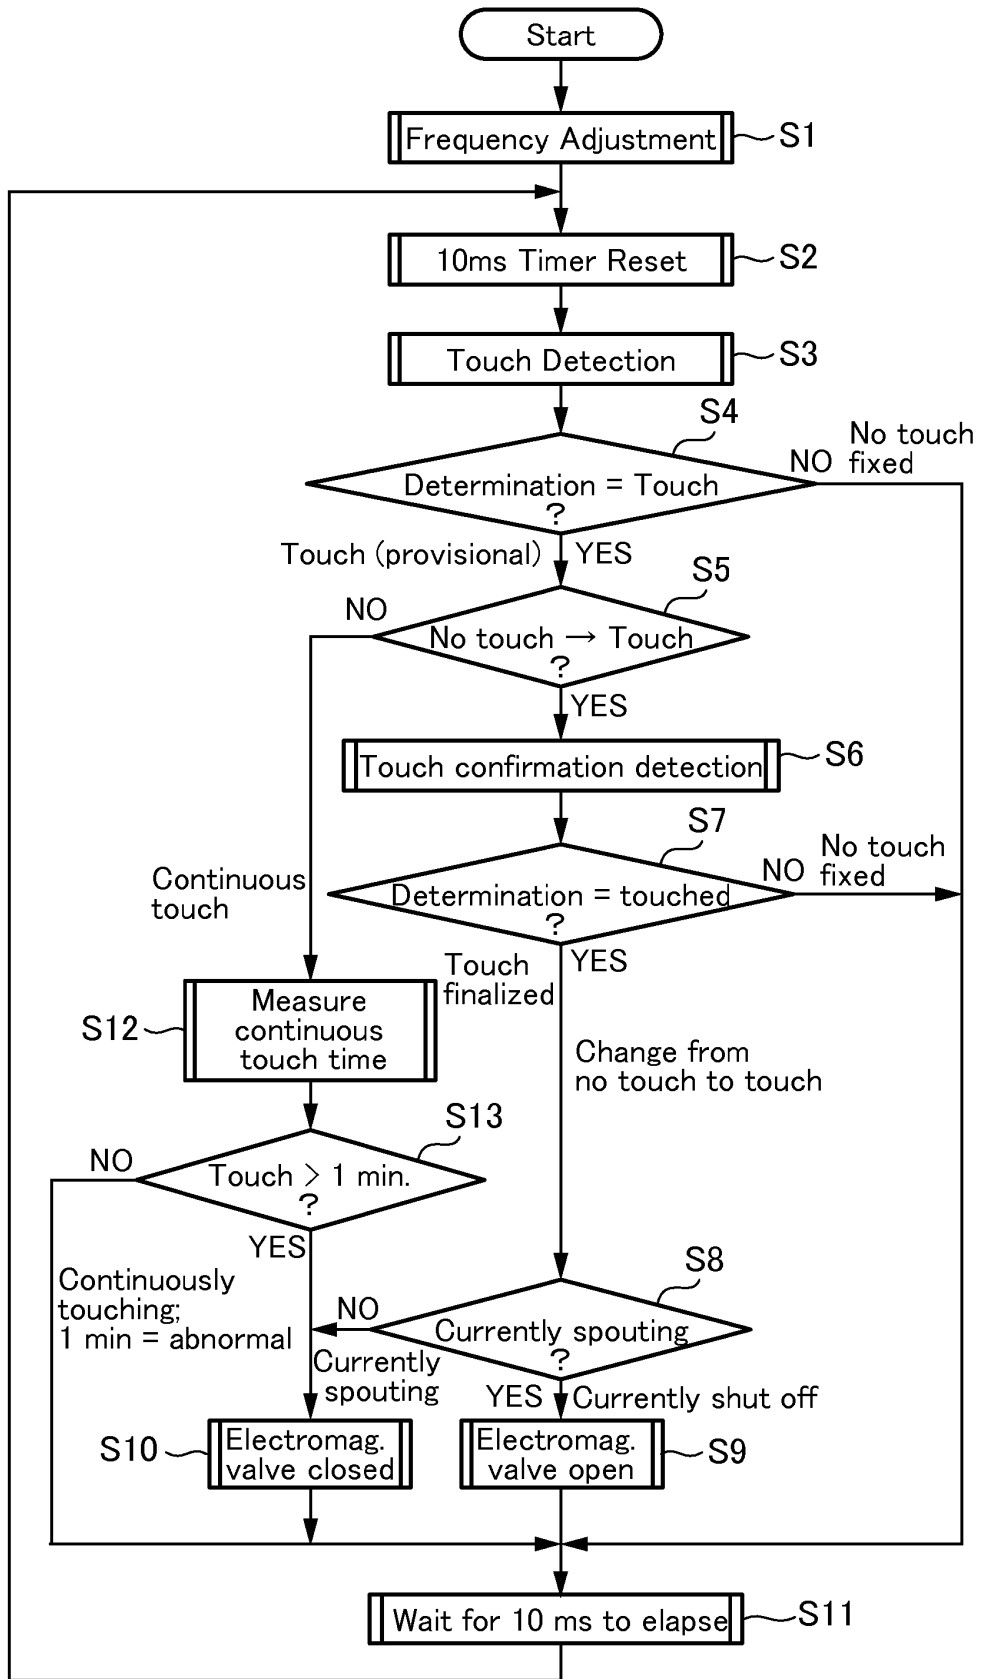 Start
Frequency Adjustment
S1
10ms Timer Reset
S2
Touch Detection
S3
S4
Determination = Touch
?
NO
No touch
fixed
Touch (provisional)
YES
S5
NO
No touch → Touch
?
YES
Touch confirmation detection
S6
S7
Determination = touched
?
NO
No touch
fixed
Continuous
touch
YES
Touch
finalized
S12
Measure
continuous
touch time
Change from
no touch to touch
S13
NO
Touch > 1 min.
?
YES
Continuously
touching;
1 min = abnormal
S8
NO
Currently spouting
?
Currently
spouting
YES
Currently shut off
S10
Electromag.
valve closed
Electromag.
valve open
S9
Wait for 10 ms to elapse
S11